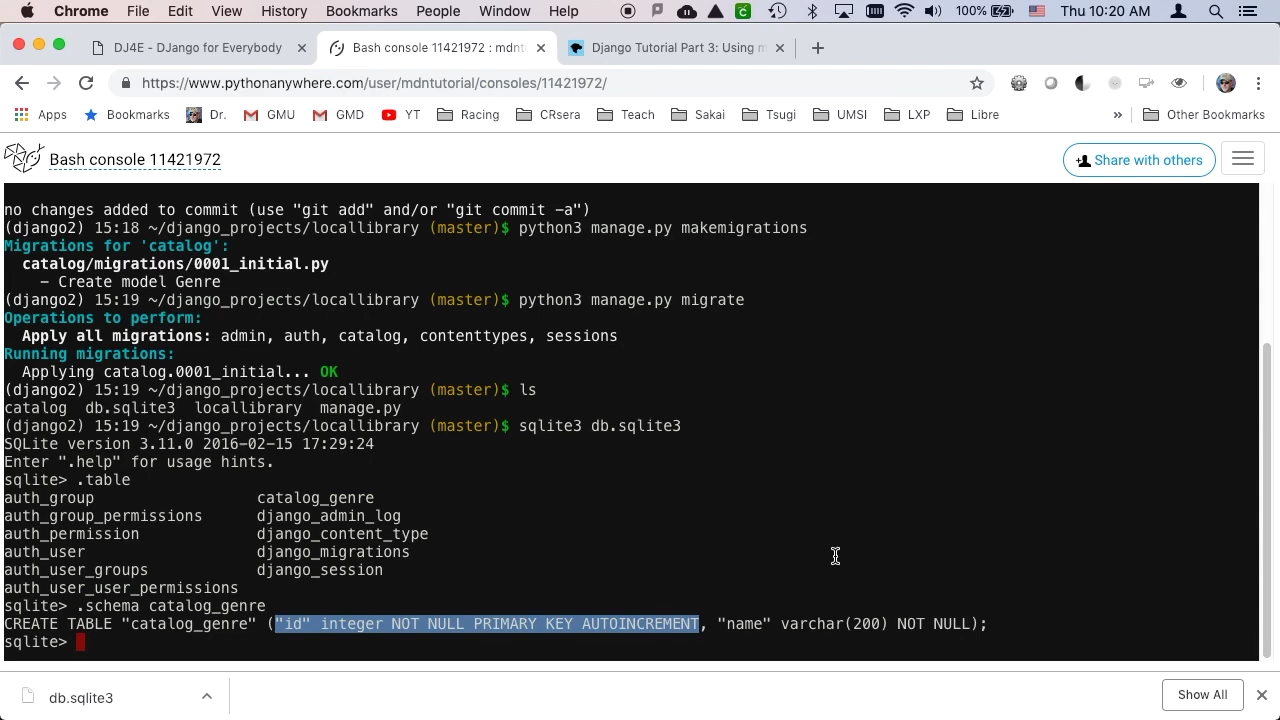 Chrome File Edit View History Bookmarks People Window Help 100% Thu 10:20 AM
DJ4E - DJango for Everybody Bash console 11421972 : mdntu Django Tutorial Part 3: Using m
https://www.pythonanywhere.com/user/mdntutorial/consoles/11421972/
Apps Bookmarks Dr. GMU GMD YT Racing CRsera Teach Sakai Tsugi UMSI LXP Libre » Other Bookmarks
Bash console 11421972 Share with others
no changes added to commit (use "git add" and/or "git commit -a")
(django2) 15:18 ~/django_projects/locallibrary (master)$ python3 manage.py makemigrations
Migrations for 'catalog':
catalog/migrations/0001_initial.py
- Create model Genre
(django2) 15:19 ~/django_projects/locallibrary (master)$ python3 manage.py migrate
Operations to perform:
Apply all migrations: admin, auth, catalog, contenttypes, sessions
Running migrations:
Applying catalog.0001_initial... OK
(django2) 15:19 ~/django_projects/locallibrary (master)$ ls
catalog db.sqlite3 locallibrary manage.py
(django2) 15:19 ~/django_projects/locallibrary (master)$ sqlite3 db.sqlite3
SQLite version 3.11.0 2016-02-15 17:29:24
Enter ".help" for usage hints.
sqlite> .table
auth_group catalog_genre
auth_group_permissions django_admin_log
auth_permission django_content_type
auth_user django_migrations
auth_user_groups django_session
auth_user_user_permissions
sqlite> .schema catalog_genre
CREATE TABLE "catalog_genre" ("id" integer NOT NULL PRIMARY KEY AUTOINCREMENT, "name" varchar(200) NOT NULL);
sqlite>
db.sqlite3 Show All